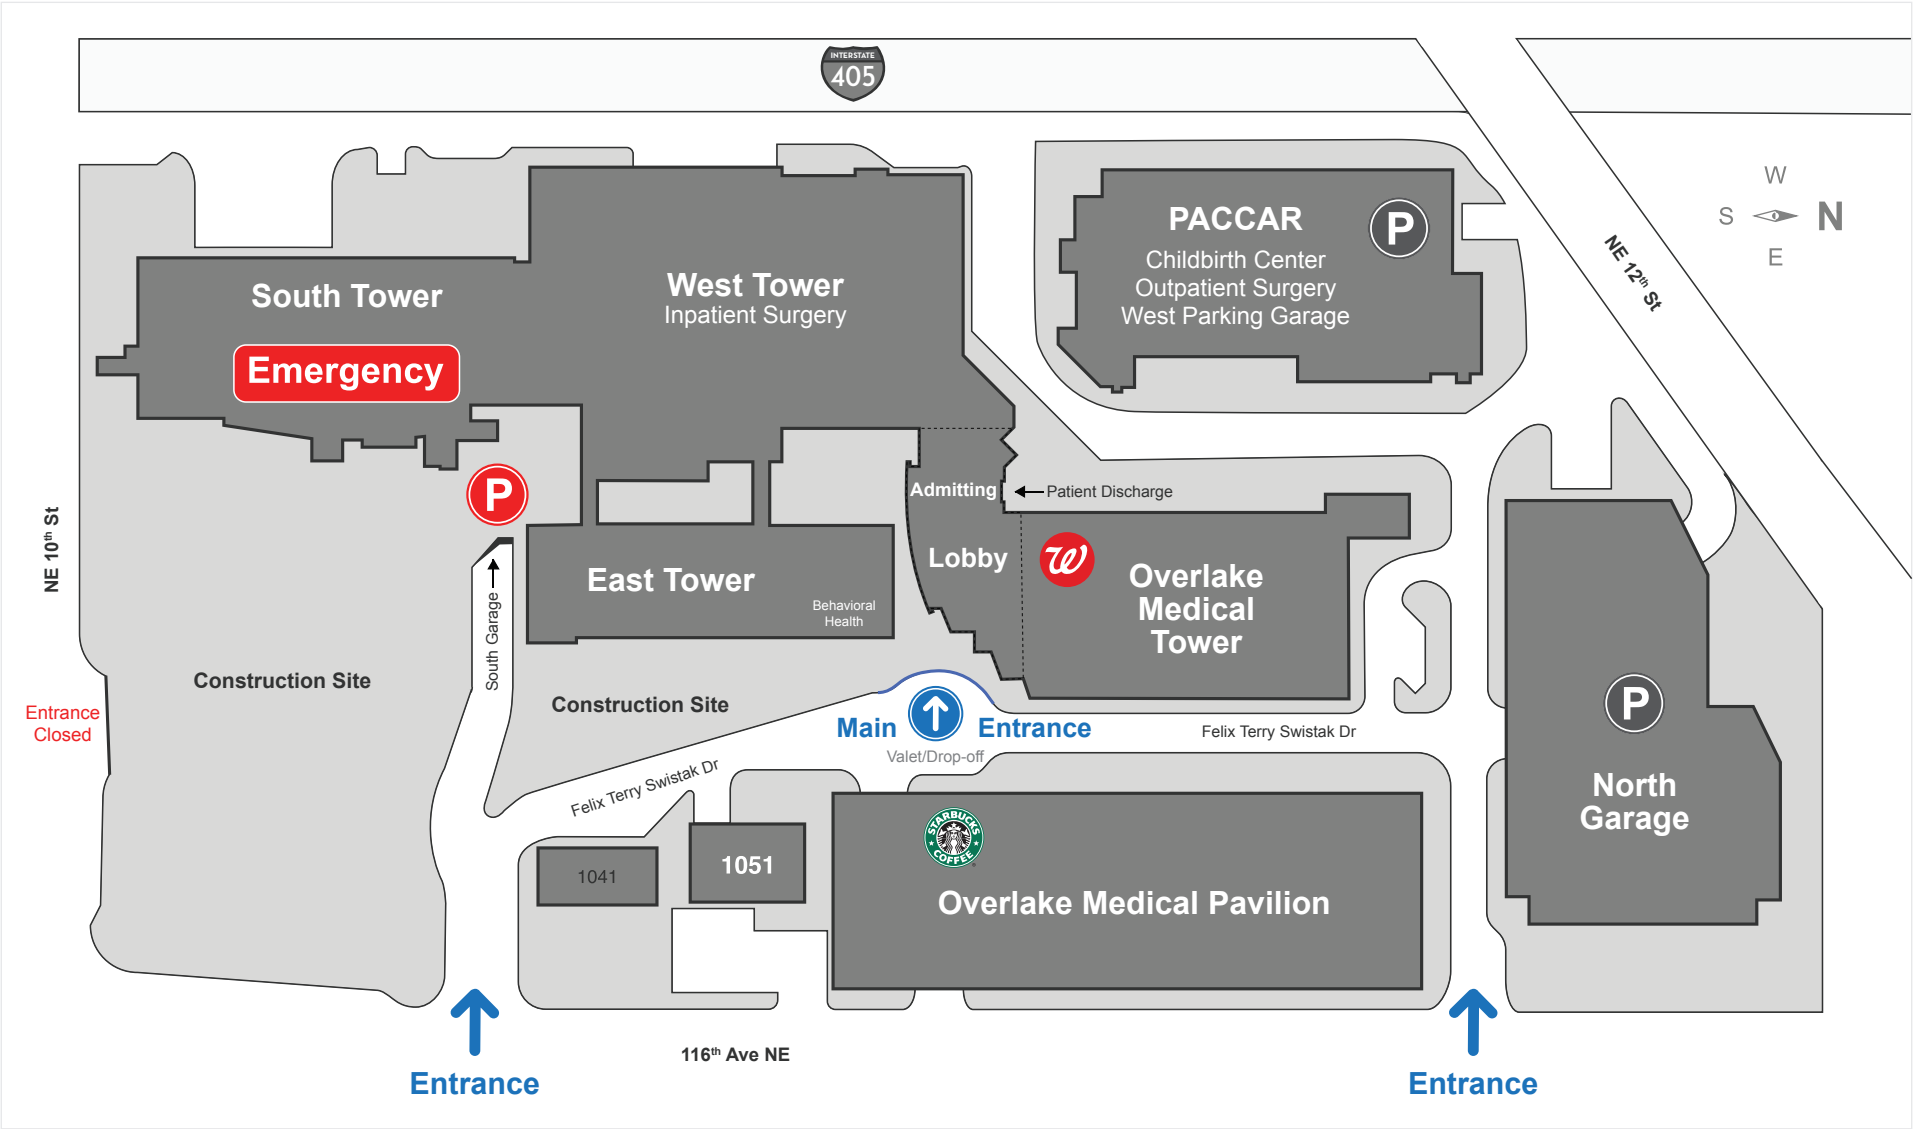 INTERSTATE
405
W
S
N
E
NE 12th St
PACCAR
P
Childbirth Center
Outpatient Surgery
West Parking Garage
South Tower
Emergency
West Tower
Inpatient Surgery
Admitting
Patient Discharge
P
NE 10th St
South Garage
East Tower
Behavioral
Health
Lobby
W
Overlake
Medical
Tower
Construction Site
Construction Site
Entrance
Closed
Main
Entrance
Valet/Drop-off
Felix Terry Swistak Dr
Felix Terry Swistak Dr
P
North
Garage
1041
1051
STARBUCKS
COFFEE
Overlake Medical Pavilion
116th Ave NE
Entrance
Entrance